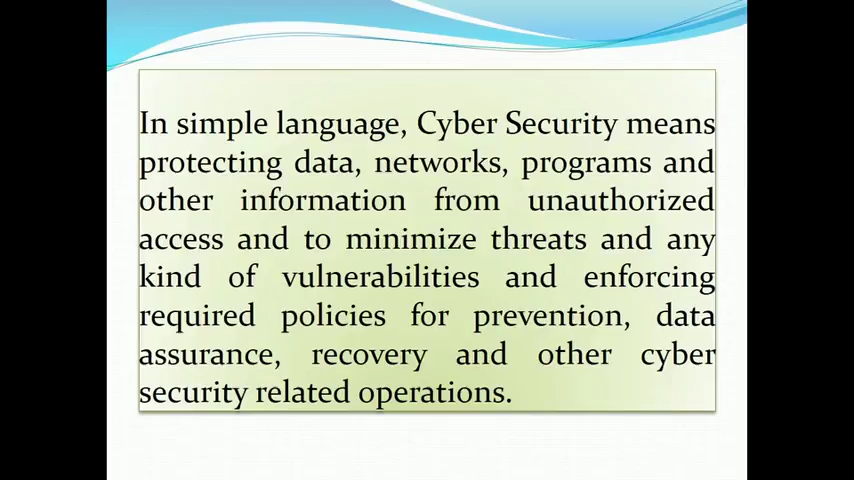 In simple language, Cyber Security means
protecting data, networks, programs and
other information from unauthorized
access and to minimize threats and any
kind of vulnerabilities and enforcing
required policies for prevention, data
assurance, recovery and other cyber
security related operations.